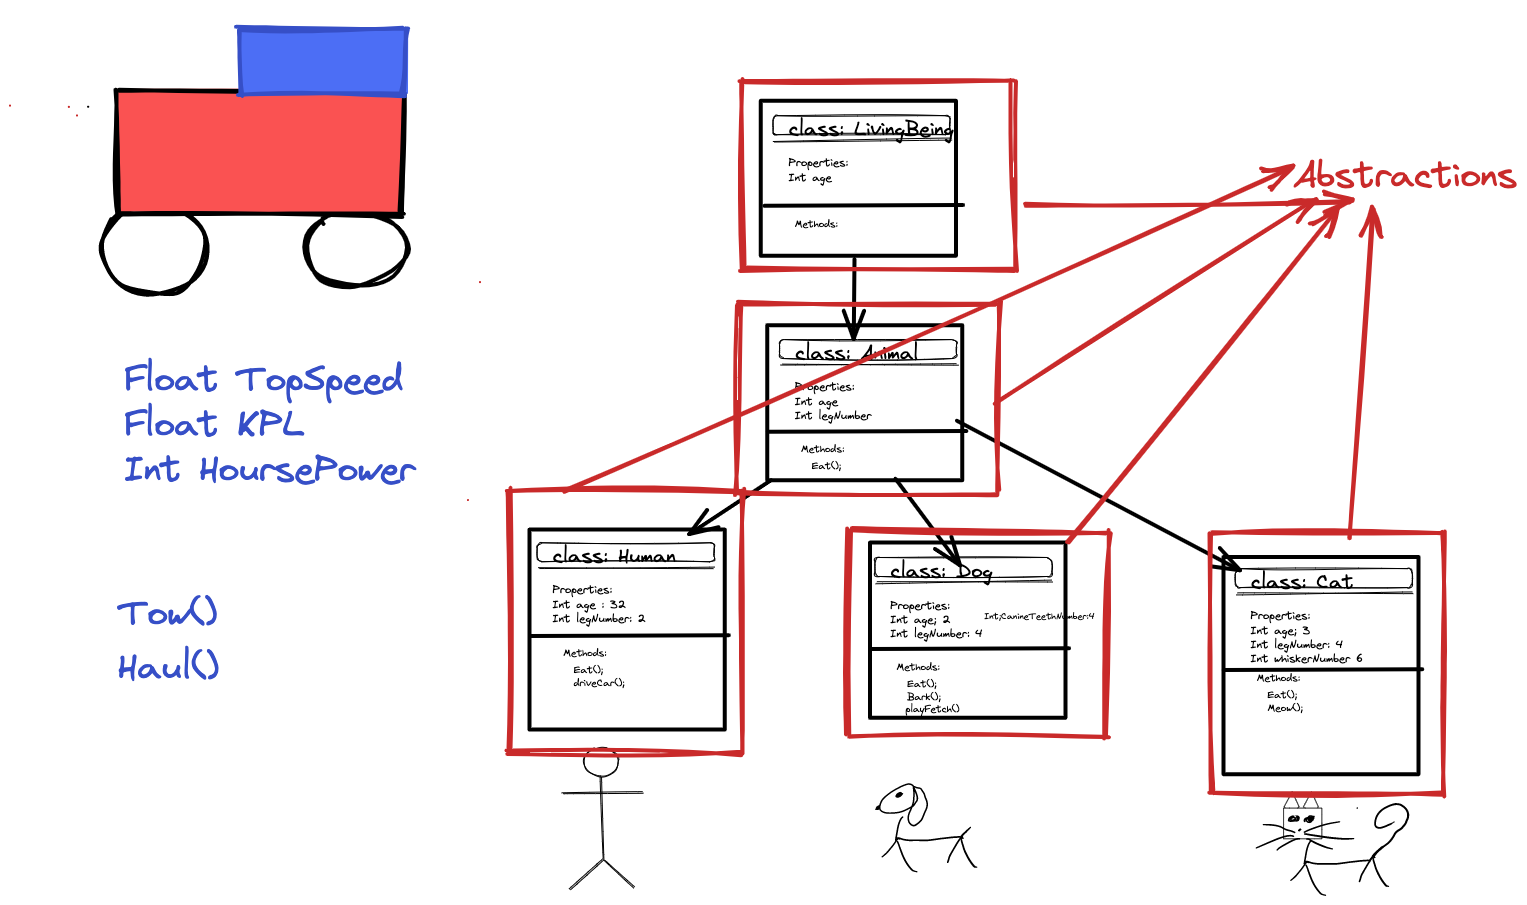 class: LivingBeing
Properties:
Int age
Methods:
Abstractions
class: Animal
Properties:
Int age
Int legNumber
Methods:
Eat();
Float TopSpeed
Float KPL
Int HoursePower
Tow()
Haul()
class: Human
Properties:
Int age : 32
Int legNumber: 2
Methods:
Eat();
driveCar();
class: Dog
Properties:
Int age; 2
Int;CanineTeethNumber:4
Int legNumber: 4
Methods:
Eat();
Bark();
playFetch()
class: Cat
Properties:
Int age; 3
Int legNumber: 4
Int whiskerNumber 6
Methods:
Eat();
Meow();